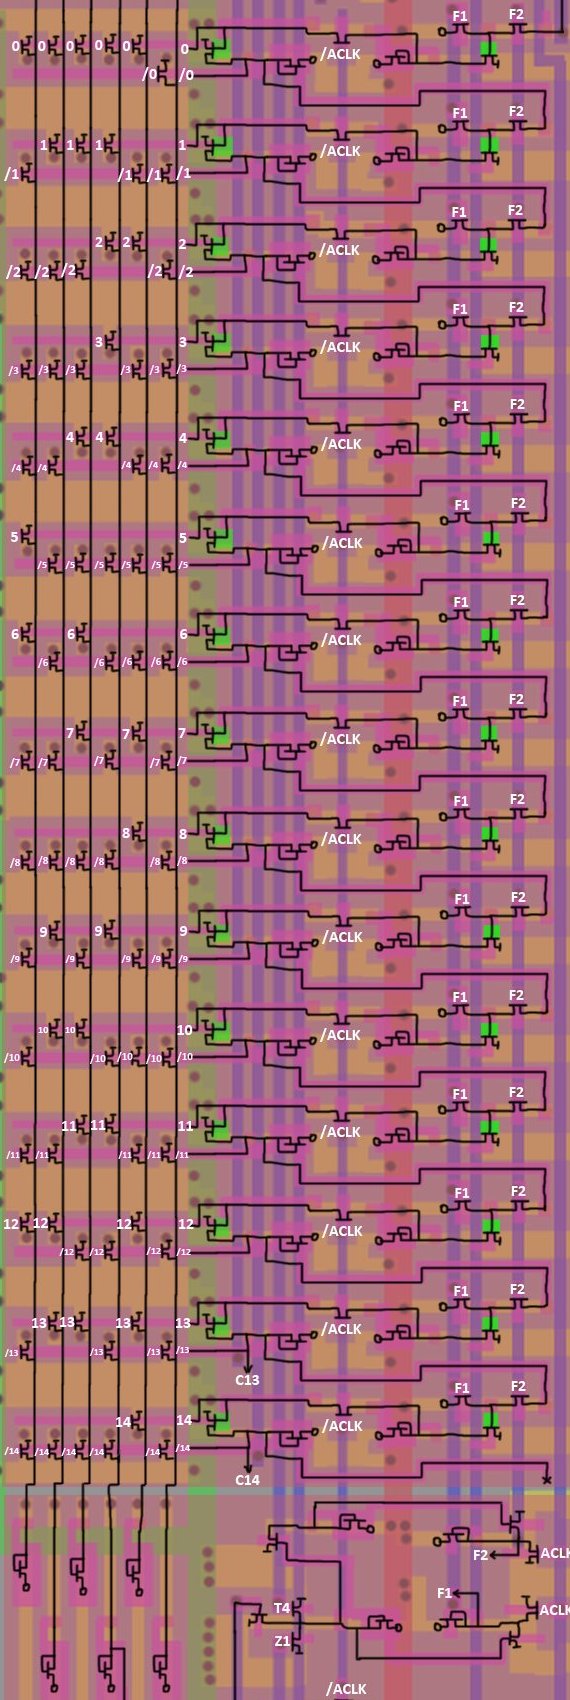 F1 F2
0 0 0 0 0 0 /ACLK
/0 /0
F1 F2
1 1 1 1 /ACLK
/1 /1 /1 /1
F1 F2
2 2 2 /ACLK
/2 /2 /2 /2 /2
F1 F2
3 3 /ACLK
/3 /3 /3 /3 /3 /3
F1 F2
4 4 4 /ACLK
/4 /4 /4 /4 /4
F1 F2
5 5 /ACLK
/5 /5 /5 /5 /5 /5
F1 F2
6 6 6 /ACLK
/6 /6 /6 /6 /6
F1 F2
7 7 7 /ACLK
/7 /7 /7 /7 /7
F1 F2
8 8 /ACLK
/8 /8 /8 /8 /8 /8
F1 F2
9 9 9 /ACLK
/9 /9 /9 /9 /9
F1 F2
10 10 10 /ACLK
/10 /10 /10 /10 /10
F1 F2
11 11 11 /ACLK
/11 /11 /11 /11 /11
F1 F2
12 12 12 12 /ACLK
/12 /12 /12 /12
F1 F2
13 13 13 13 /ACLK
/13 /13 /13 /13
C13
F1 F2
14 14 /ACLK
/14 /14 /14 /14 /14 /14
C14
F2 ACLK
F1
T4 ACLK
Z1
/ACLK